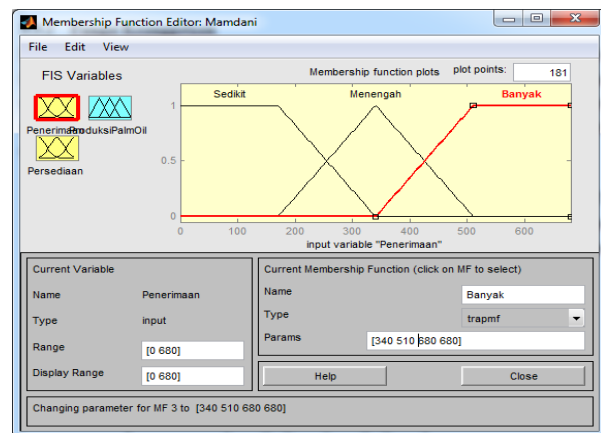 Membership Function Editor: Mamdani
File Edit View
FIS Variables
Membership function plots plot points: 181
Penerimaan ProduksiPalmOil
Persediaan
Sedikit Menengah Banyak
1
0.5
0
0 100 200 300 400 500 600
input variable "Penerimaan"
Current Variable
Name Penerimaan
Type input
Range [0 680]
Display Range [0 680]
Current Membership Function (click on MF to select)
Name Banyak
Type trapmf
Params [340 510 680 680]
Help Close
Changing parameter for MF 3 to [340 510 680 680]